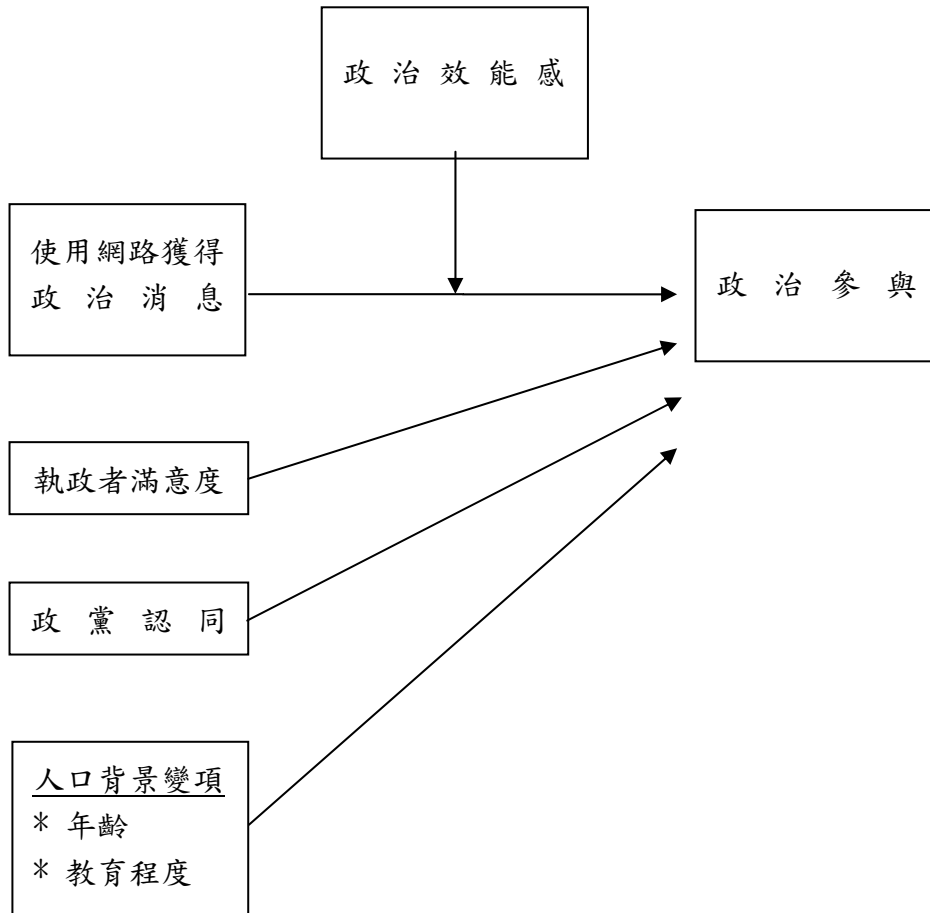 政治效能感
使用網路獲得
政治消息
政治參與
執政者滿意度
政黨認同
人口背景變項
* 年齡
* 教育程度